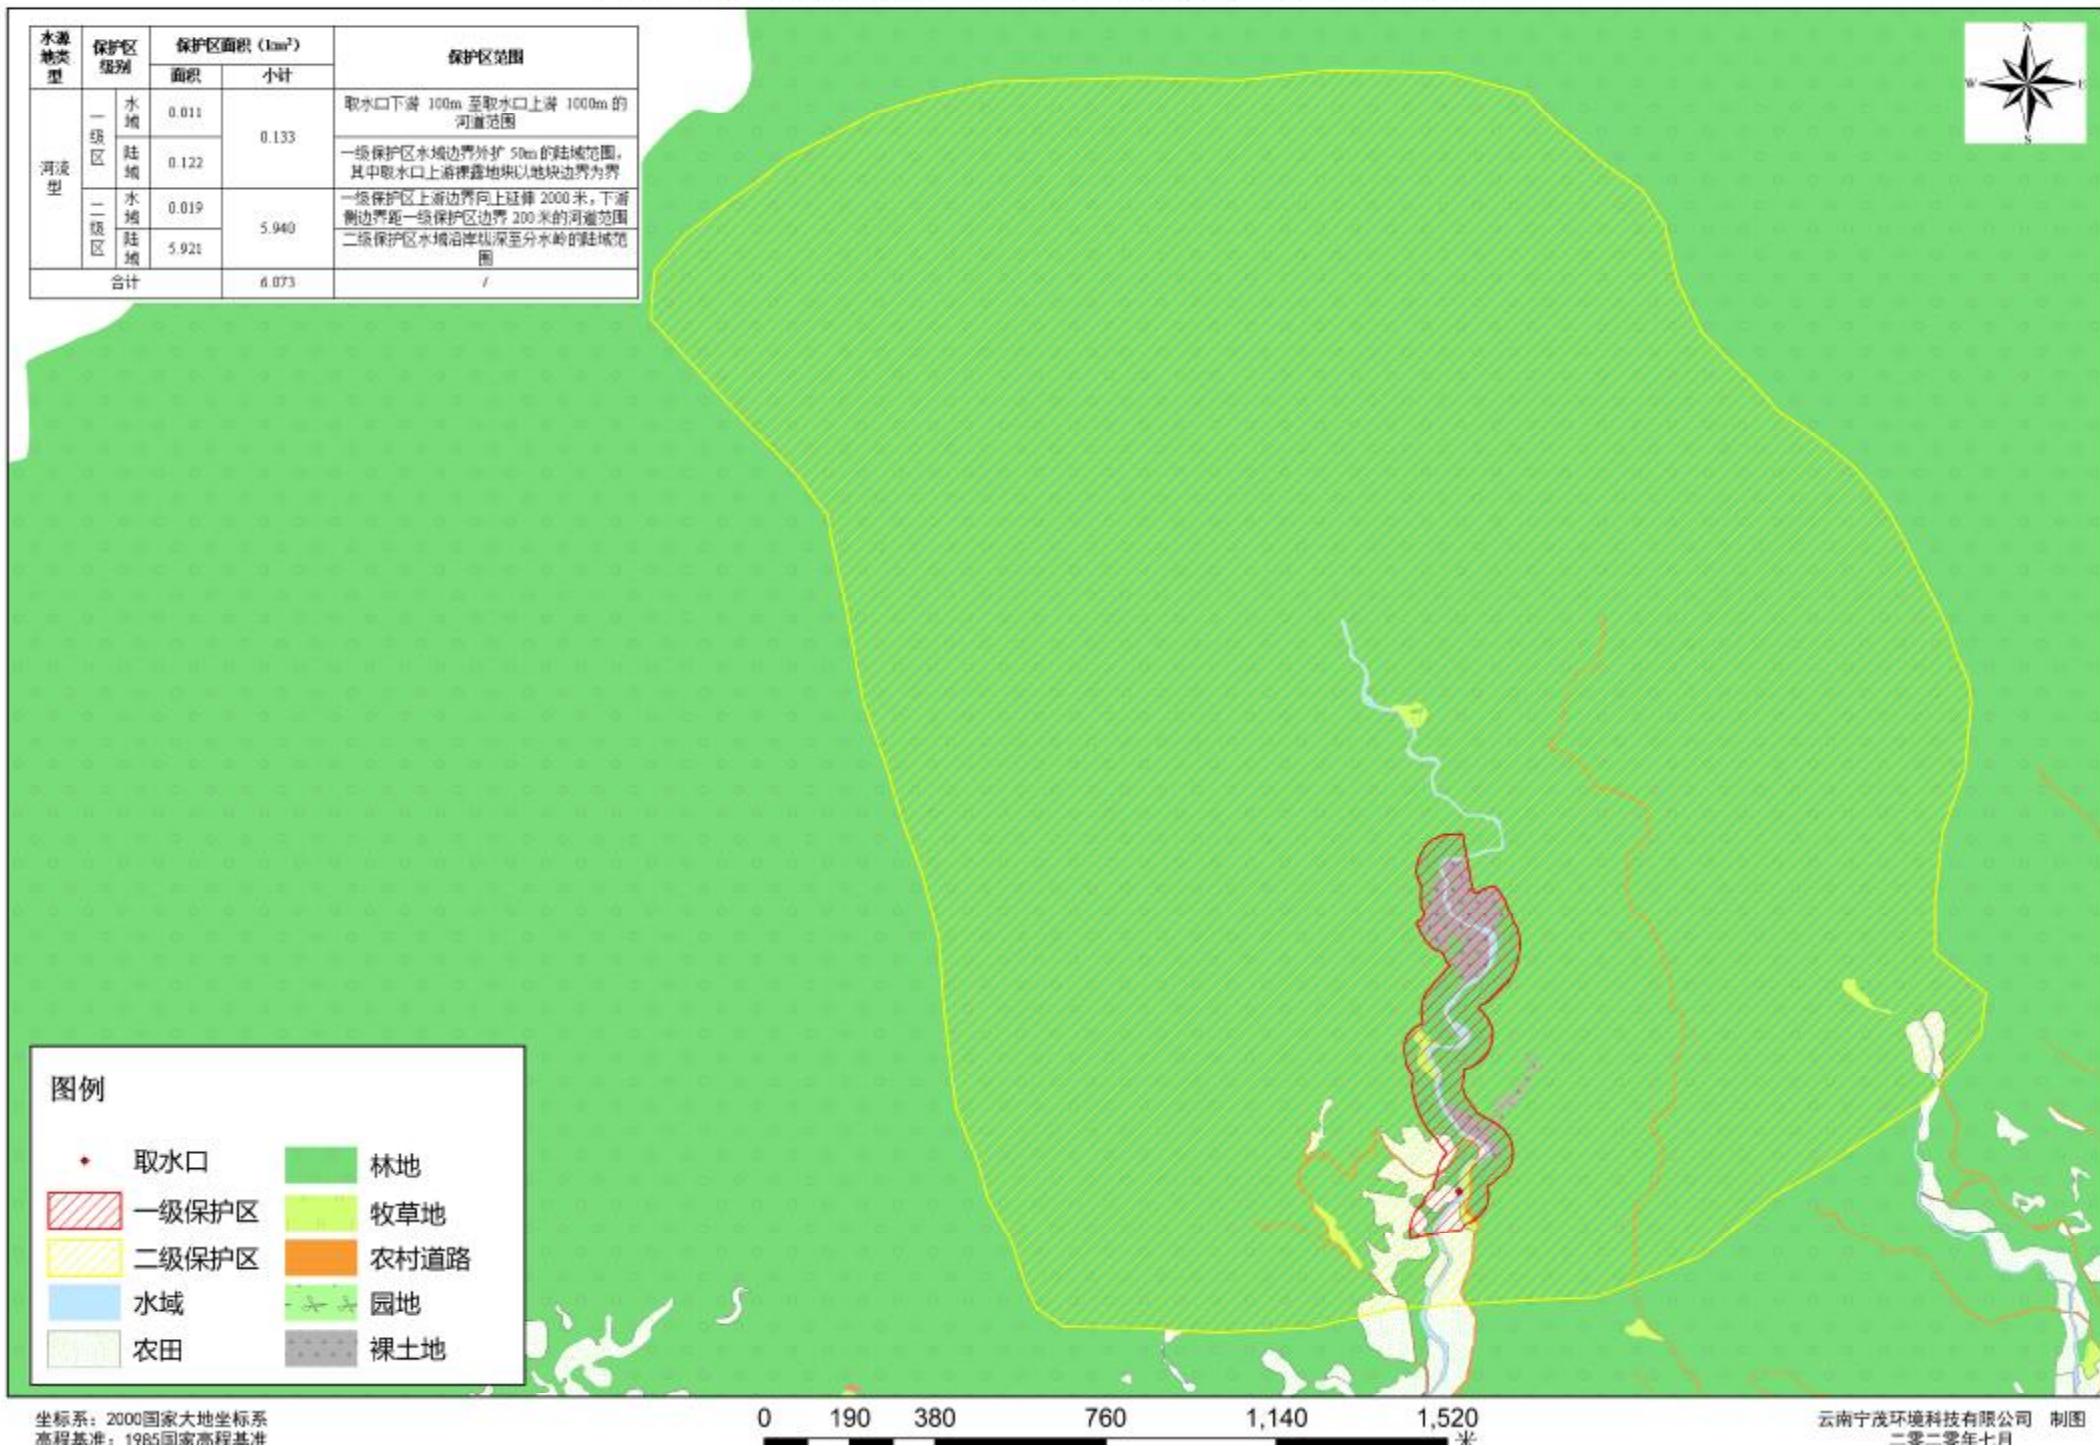 水源地类型 保护区级别 保护区面积（km²） 保护区范围
面积 小计
河流型 一级区 水域 0.011 0.133 取水口下游 100m 至取水口上游 1000m 的河道范围
陆域 0.122 一级保护区水域边界外扩 50m 的陆域范围，其中取水口上游裸露地块以地块边界为界
二级区 水域 0.019 5.940 一级保护区上游边界向上延伸 2000 米，下游侧边界距一级保护区边界 200 米的河道范围
陆域 5.921 二级保护区水域沿岸纵深至分水岭的陆域范围
合计 6.073 /
N
W E
S
图例
取水口 林地
一级保护区 牧草地
二级保护区 农村道路
水域 园地
农田 裸土地
坐标系：2000国家大地坐标系
高程基准：1985国家高程基准
0 190 380 760 1,140 1,520
米
云南宁茂环境科技有限公司 制图
二零二零年七月